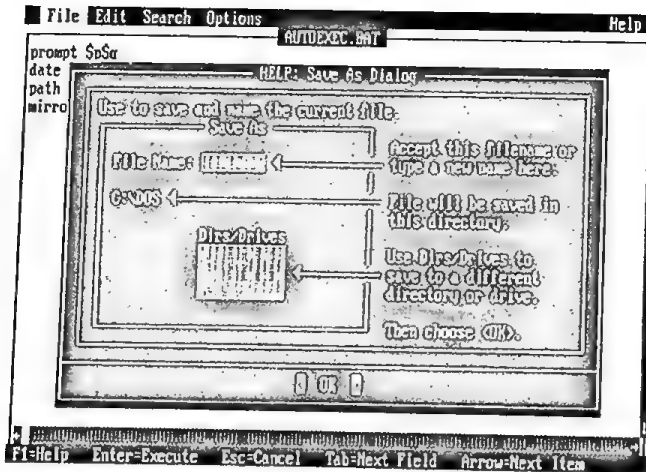 File Edit Search Options Help
AUTOEXEC.BAT
prompt $p$g
date
path
mirro
HELP: Save As Dialog
Use to save and name the current file.
Save As
File Name:
C:\DOS
Dirs/Drives
Accept this filename or
type a new name here.
File will be saved in
this directory.
Use Dirs/Drives to
save to a different
directory or drive.
Then choose <OK>.
< OK >
F1=Help Enter=Execute Esc=Cancel Tab=Next Field Arrow=Next Item